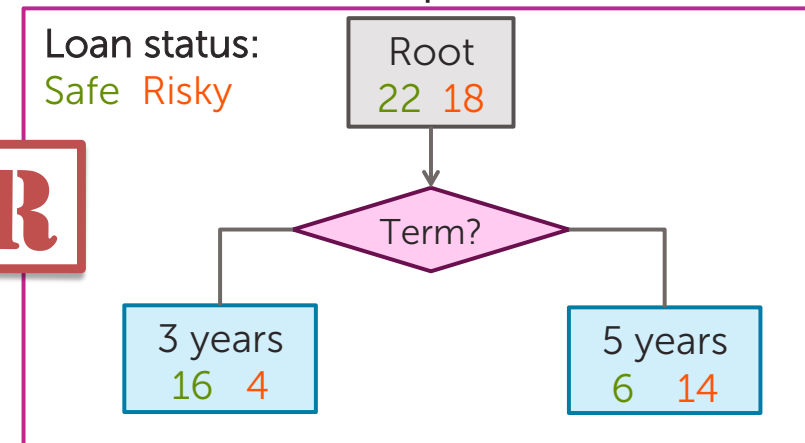 Loan status:
Safe Risky
Root
22 18
R
Term?
3 years
16 4
5 years
6 14